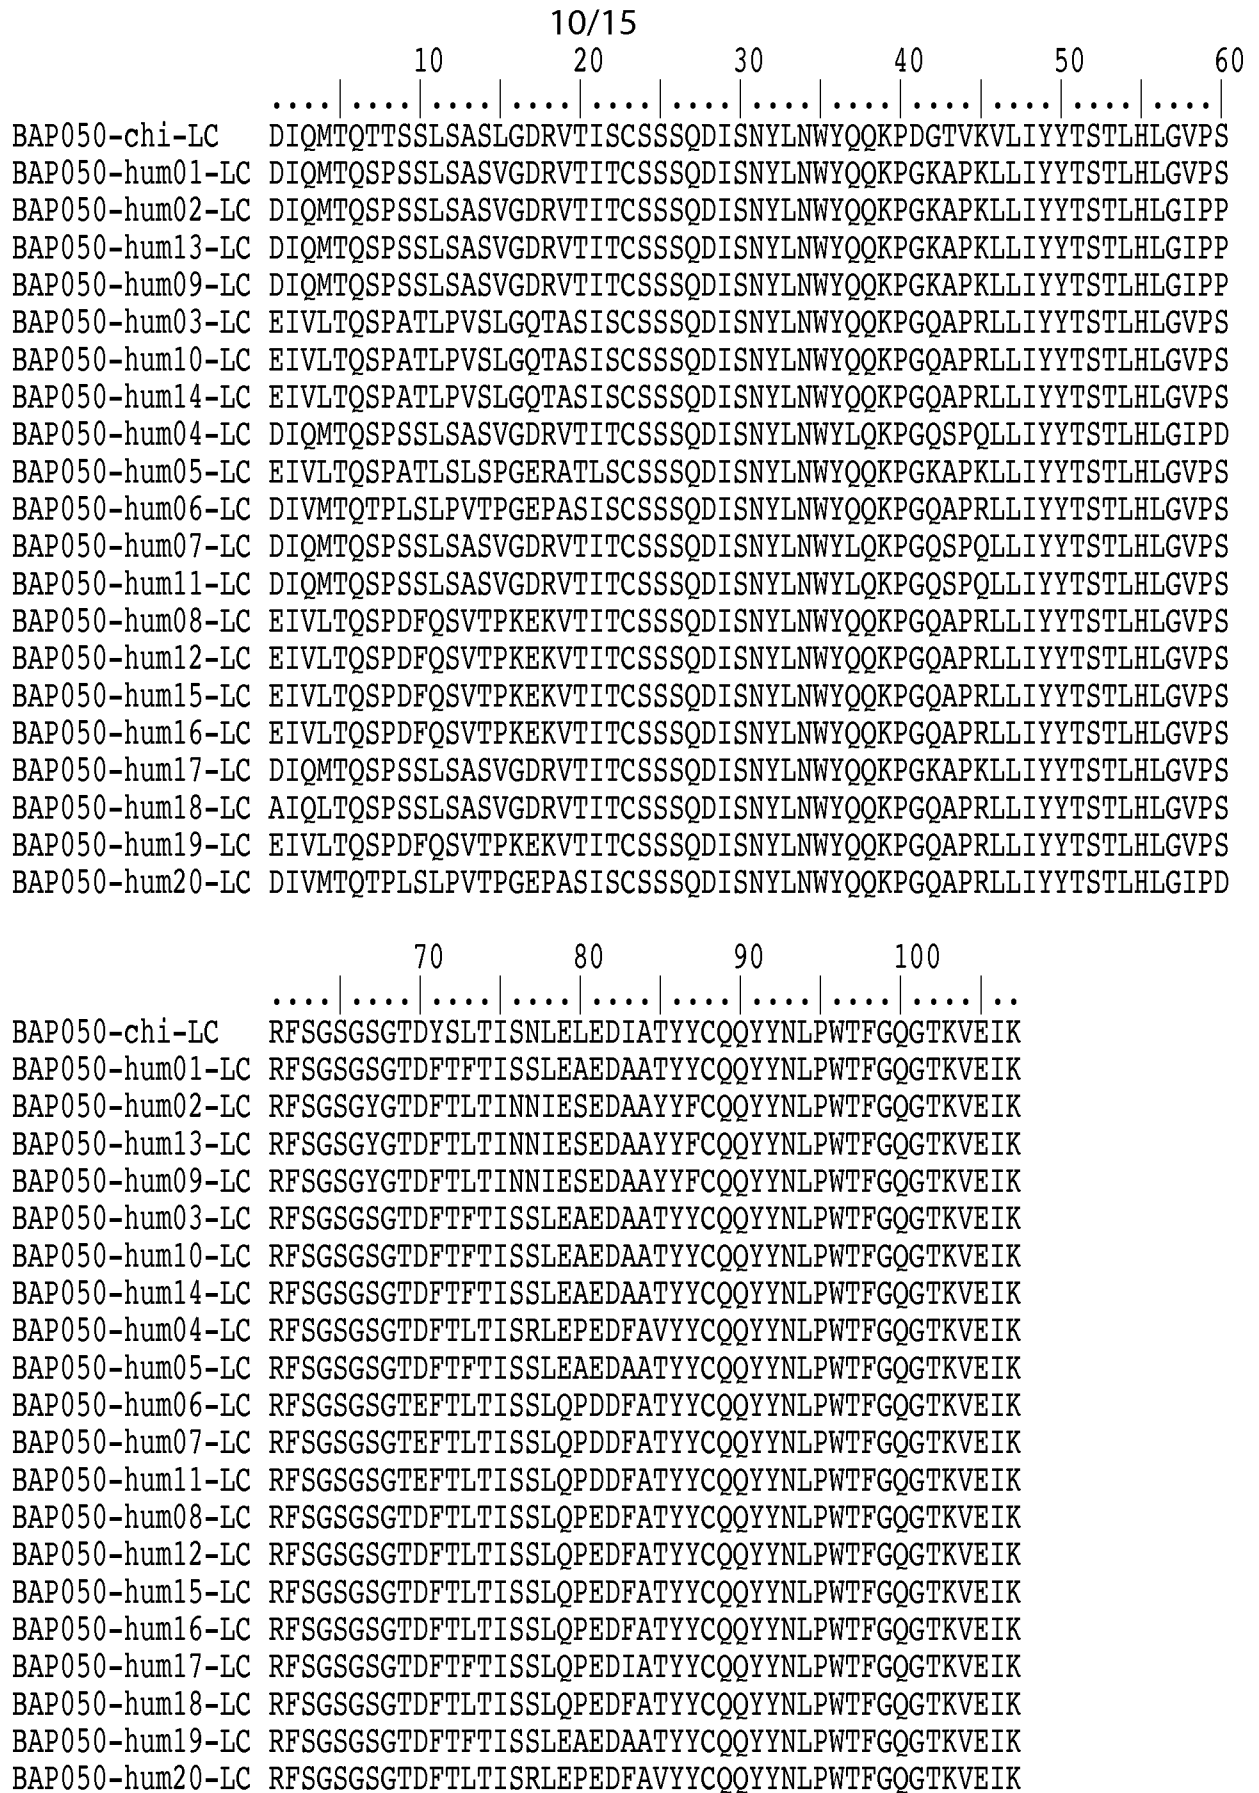 10/15
10 20 30 40 50 60
....|....|....|....|....|....|....|....|....|....|....|....|
BAP050-chi-LC DIQMTQTTSSLSASLGDRVTISCSSSQDISNYLNWYQQKPDGTVKVLIYYTSTLHLGVPS
BAP050-hum01-LC DIQMTQSPSSLSASVGDRVTITCSSSQDISNYLNWYQQKPGKAPKLLIYYTSTLHLGVPS
BAP050-hum02-LC DIQMTQSPSSLSASVGDRVTITCSSSQDISNYLNWYQQKPGKAPKLLIYYTSTLHLGIPP
BAP050-hum13-LC DIQMTQSPSSLSASVGDRVTITCSSSQDISNYLNWYQQKPGKAPKLLIYYTSTLHLGIPP
BAP050-hum09-LC DIQMTQSPSSLSASVGDRVTITCSSSQDISNYLNWYQQKPGKAPKLLIYYTSTLHLGIPP
BAP050-hum03-LC EIVLTQSPATLPVSLGQTASISCSSSQDISNYLNWYQQKPGQAPRLLIYYTSTLHLGVPS
BAP050-hum10-LC EIVLTQSPATLPVSLGQTASISCSSSQDISNYLNWYQQKPGQAPRLLIYYTSTLHLGVPS
BAP050-hum14-LC EIVLTQSPATLPVSLGQTASISCSSSQDISNYLNWYQQKPGQAPRLLIYYTSTLHLGVPS
BAP050-hum04-LC DIQMTQSPSSLSASVGDRVTITCSSSQDISNYLNWYLQKPGQSPQLLIYYTSTLHLGIPD
BAP050-hum05-LC EIVLTQSPATLSLSPGERATLSCSSSQDISNYLNWYQQKPGKAPKLLIYYTSTLHLGVPS
BAP050-hum06-LC DIVMTQTPLSLPVTPGEPASISCSSSQDISNYLNWYQQKPGQAPRLLIYYTSTLHLGVPS
BAP050-hum07-LC DIQMTQSPSSLSASVGDRVTITCSSSQDISNYLNWYLQKPGQSPQLLIYYTSTLHLGVPS
BAP050-hum11-LC DIQMTQSPSSLSASVGDRVTITCSSSQDISNYLNWYLQKPGQSPQLLIYYTSTLHLGVPS
BAP050-hum08-LC EIVLTQSPDFQSVTPKEKVTITCSSSQDISNYLNWYQQKPGQAPRLLIYYTSTLHLGVPS
BAP050-hum12-LC EIVLTQSPDFQSVTPKEKVTITCSSSQDISNYLNWYQQKPGQAPRLLIYYTSTLHLGVPS
BAP050-hum15-LC EIVLTQSPDFQSVTPKEKVTITCSSSQDISNYLNWYQQKPGQAPRLLIYYTSTLHLGVPS
BAP050-hum16-LC EIVLTQSPDFQSVTPKEKVTITCSSSQDISNYLNWYQQKPGQAPRLLIYYTSTLHLGVPS
BAP050-hum17-LC DIQMTQSPSSLSASVGDRVTITCSSSQDISNYLNWYQQKPGKAPKLLIYYTSTLHLGVPS
BAP050-hum18-LC AIQLTQSPSSLSASVGDRVTITCSSSQDISNYLNWYQQKPGQAPRLLIYYTSTLHLGVPS
BAP050-hum19-LC EIVLTQSPDFQSVTPKEKVTITCSSSQDISNYLNWYQQKPGQAPRLLIYYTSTLHLGVPS
BAP050-hum20-LC DIVMTQTPLSLPVTPGEPASISCSSSQDISNYLNWYQQKPGQAPRLLIYYTSTLHLGIPD
70 80 90 100
....|....|....|....|....|....|....|....|....|..
BAP050-chi-LC RFSGSGSGTDYSLTISNLELEDIATYYCQQYYNLPWTFGQGTKVEIK
BAP050-hum01-LC RFSGSGSGTDFTFTISSLEAEDAATYYCQQYYNLPWTFGQGTKVEIK
BAP050-hum02-LC RFSGSGYGTDFTLTINNIESEDAAYYFCQQYYNLPWTFGQGTKVEIK
BAP050-hum13-LC RFSGSGYGTDFTLTINNIESEDAAYYFCQQYYNLPWTFGQGTKVEIK
BAP050-hum09-LC RFSGSGYGTDFTLTINNIESEDAAYYFCQQYYNLPWTFGQGTKVEIK
BAP050-hum03-LC RFSGSGSGTDFTFTISSLEAEDAATYYCQQYYNLPWTFGQGTKVEIK
BAP050-hum10-LC RFSGSGSGTDFTFTISSLEAEDAATYYCQQYYNLPWTFGQGTKVEIK
BAP050-hum14-LC RFSGSGSGTDFTFTISSLEAEDAATYYCQQYYNLPWTFGQGTKVEIK
BAP050-hum04-LC RFSGSGSGTDFTLTISRLEPEDFAVYYCQQYYNLPWTFGQGTKVEIK
BAP050-hum05-LC RFSGSGSGTDFTFTISSLEAEDAATYYCQQYYNLPWTFGQGTKVEIK
BAP050-hum06-LC RFSGSGSGTEFTLTISSLQPDDFATYYCQQYYNLPWTFGQGTKVEIK
BAP050-hum07-LC RFSGSGSGTEFTLTISSLQPDDFATYYCQQYYNLPWTFGQGTKVEIK
BAP050-hum11-LC RFSGSGSGTEFTLTISSLQPDDFATYYCQQYYNLPWTFGQGTKVEIK
BAP050-hum08-LC RFSGSGSGTDFTLTISSLQPEDFATYYCQQYYNLPWTFGQGTKVEIK
BAP050-hum12-LC RFSGSGSGTDFTLTISSLQPEDFATYYCQQYYNLPWTFGQGTKVEIK
BAP050-hum15-LC RFSGSGSGTDFTLTISSLQPEDFATYYCQQYYNLPWTFGQGTKVEIK
BAP050-hum16-LC RFSGSGSGTDFTLTISSLQPEDFATYYCQQYYNLPWTFGQGTKVEIK
BAP050-hum17-LC RFSGSGSGTDFTFTISSLQPEDIATYYCQQYYNLPWTFGQGTKVEIK
BAP050-hum18-LC RFSGSGSGTDFTLTISSLQPEDFATYYCQQYYNLPWTFGQGTKVEIK
BAP050-hum19-LC RFSGSGSGTDFTFTISSLEAEDAATYYCQQYYNLPWTFGQGTKVEIK
BAP050-hum20-LC RFSGSGSGTDFTLTISRLEPEDFAVYYCQQYYNLPWTFGQGTKVEIK